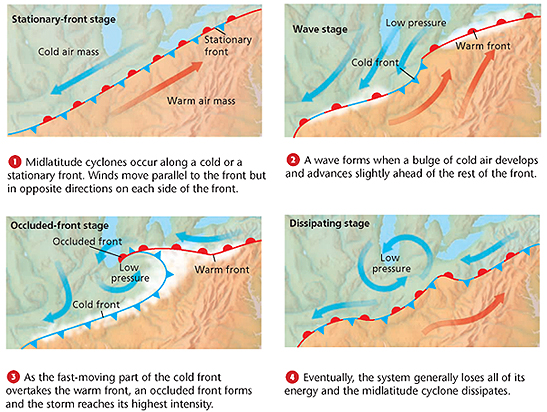 Stationary-front stage
Cold air mass
Stationary
front
Warm air mass
1 Midlatitude cyclones occur along a cold or a
stationary front. Winds move parallel to the front but
in opposite directions on each side of the front.
Wave stage
Low pressure
Warm front
Cold front
2 A wave forms when a bulge of cold air develops
and advances slightly ahead of the rest of the front.
Occluded-front stage
Occluded front
Low
pressure
Warm front
Cold front
3 As the fast-moving part of the cold front
overtakes the warm front, an occluded front forms
and the storm reaches its highest intensity.
Dissipating stage
Low
pressure
4 Eventually, the system generally loses all of its
energy and the midlatitude cyclone dissipates.